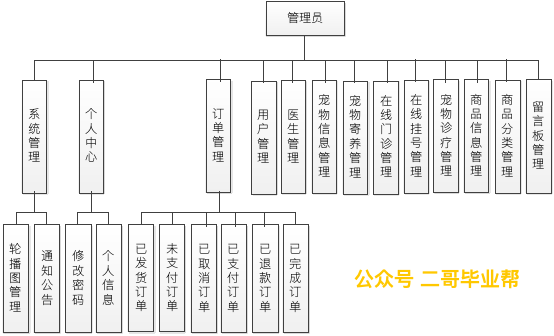 管理员
系统管理
个人中心
订单管理
用户管理
医生管理
宠物信息管理
宠物寄养管理
在线门诊管理
在线挂号管理
宠物诊疗管理
商品信息管理
商品分类管理
留言板管理
轮播图管理
通知公告
修改密码
个人信息
已发货订单
未支付订单
已取消订单
已支付订单
已退款订单
已完成订单
公众号 二哥毕业帮